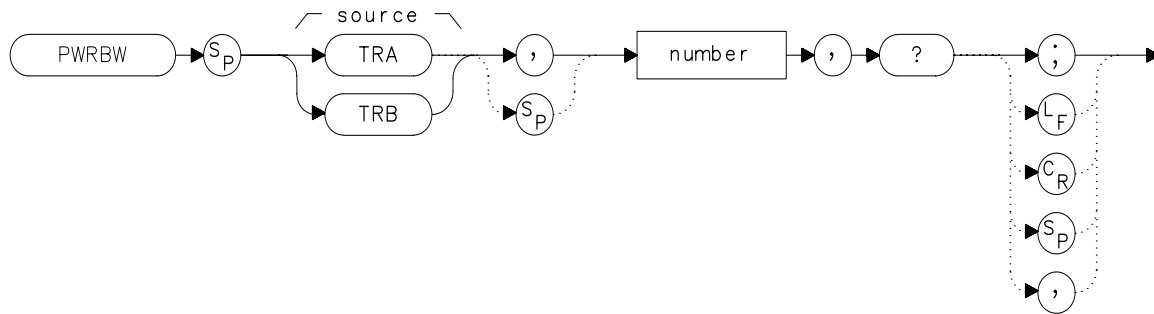 source
PWRBW SP TRA , number , ? ;
TRB SP LF
CR
SP
,